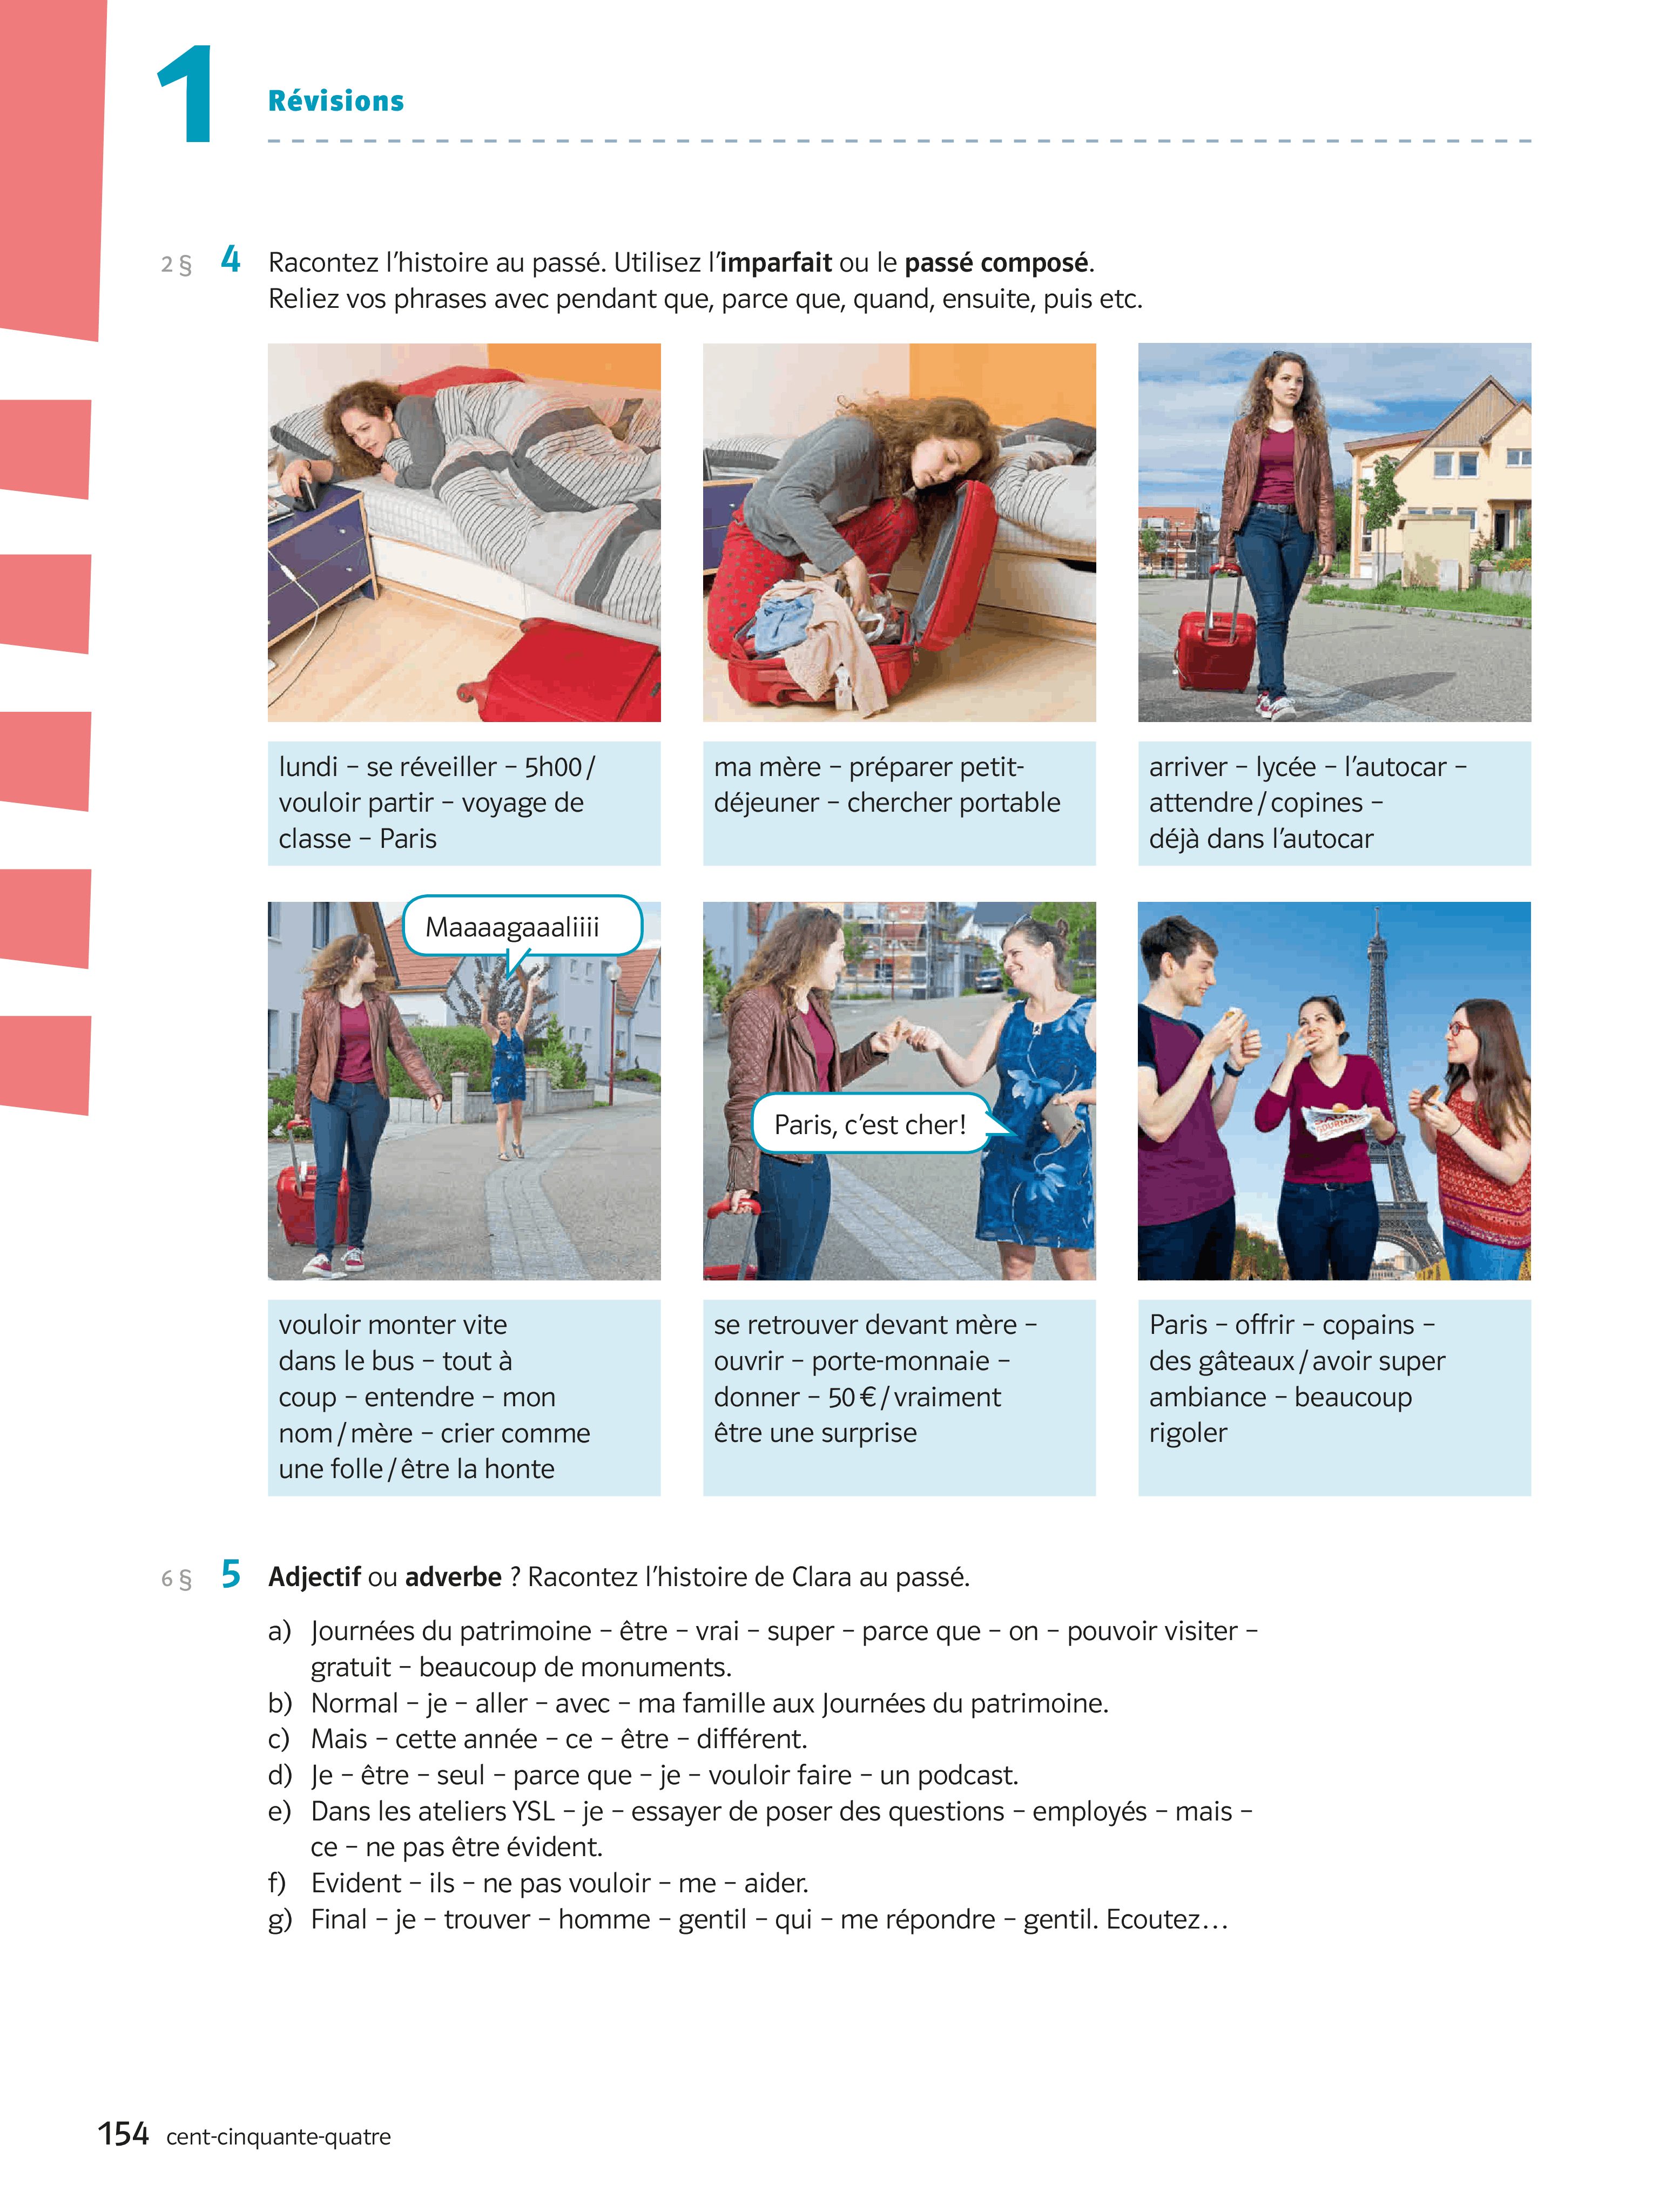 1
Révisions
2 § 4 Racontez l’histoire au passé. Utilisez l’imparfait ou le passé composé.
Reliez vos phrases avec pendant que, parce que, quand, ensuite, puis etc.
lundi – se réveiller – 5h00 /
vouloir partir – voyage de
classe – Paris
ma mère – préparer petit-
déjeuner – chercher portable
arriver – lycée – l’autocar –
attendre / copines –
déjà dans l’autocar
Maaaagaaaliiii
Paris, c’est cher!
vouloir monter vite
dans le bus – tout à
coup – entendre – mon
nom / mère – crier comme
une folle / être la honte
se retrouver devant mère –
ouvrir – porte-monnaie –
donner – 50 € / vraiment
être une surprise
Paris – offrir – copains –
des gâteaux / avoir super
ambiance – beaucoup
rigoler
6 § 5 Adjectif ou adverbe ? Racontez l’histoire de Clara au passé.
a) Journées du patrimoine – être – vrai – super – parce que – on – pouvoir visiter –
gratuit – beaucoup de monuments.
b) Normal – je – aller – avec – ma famille aux Journées du patrimoine.
c) Mais – cette année – ce – être – différent.
d) Je – être – seul – parce que – je – vouloir faire – un podcast.
e) Dans les ateliers YSL – je – essayer de poser des questions – employés – mais –
ce – ne pas être évident.
f) Evident – ils – ne pas vouloir – me – aider.
g) Final – je – trouver – homme – gentil – qui – me répondre – gentil. Ecoutez…
154 cent-cinquante-quatre